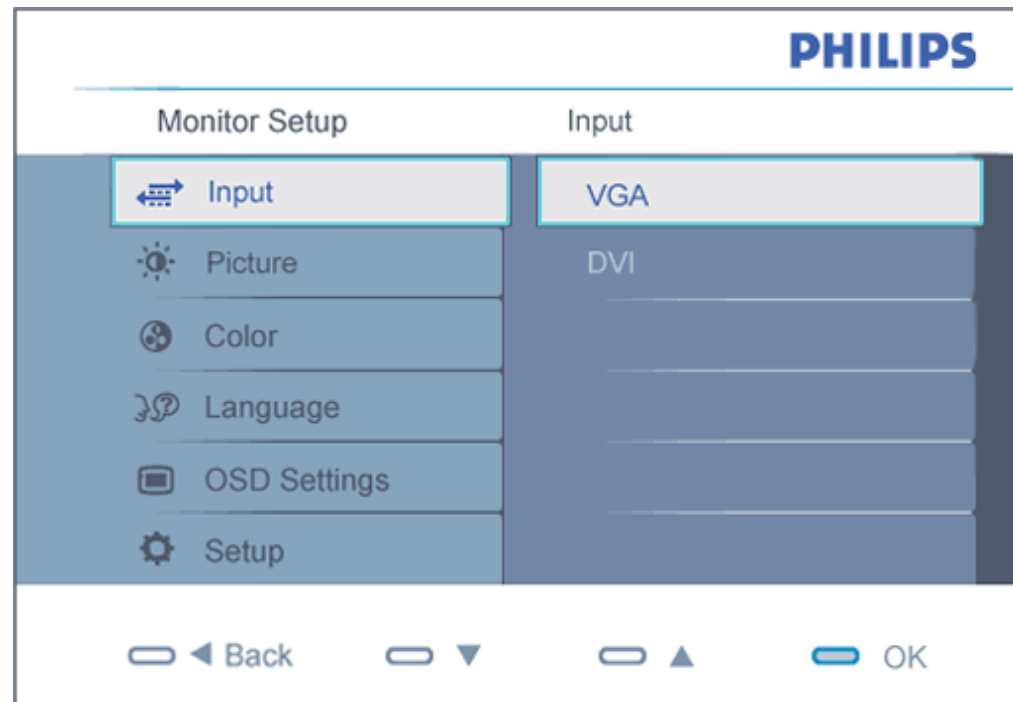 PHILIPS
Monitor Setup Input
Input VGA
Picture DVI
Color
Language
OSD Settings
Setup
Back OK